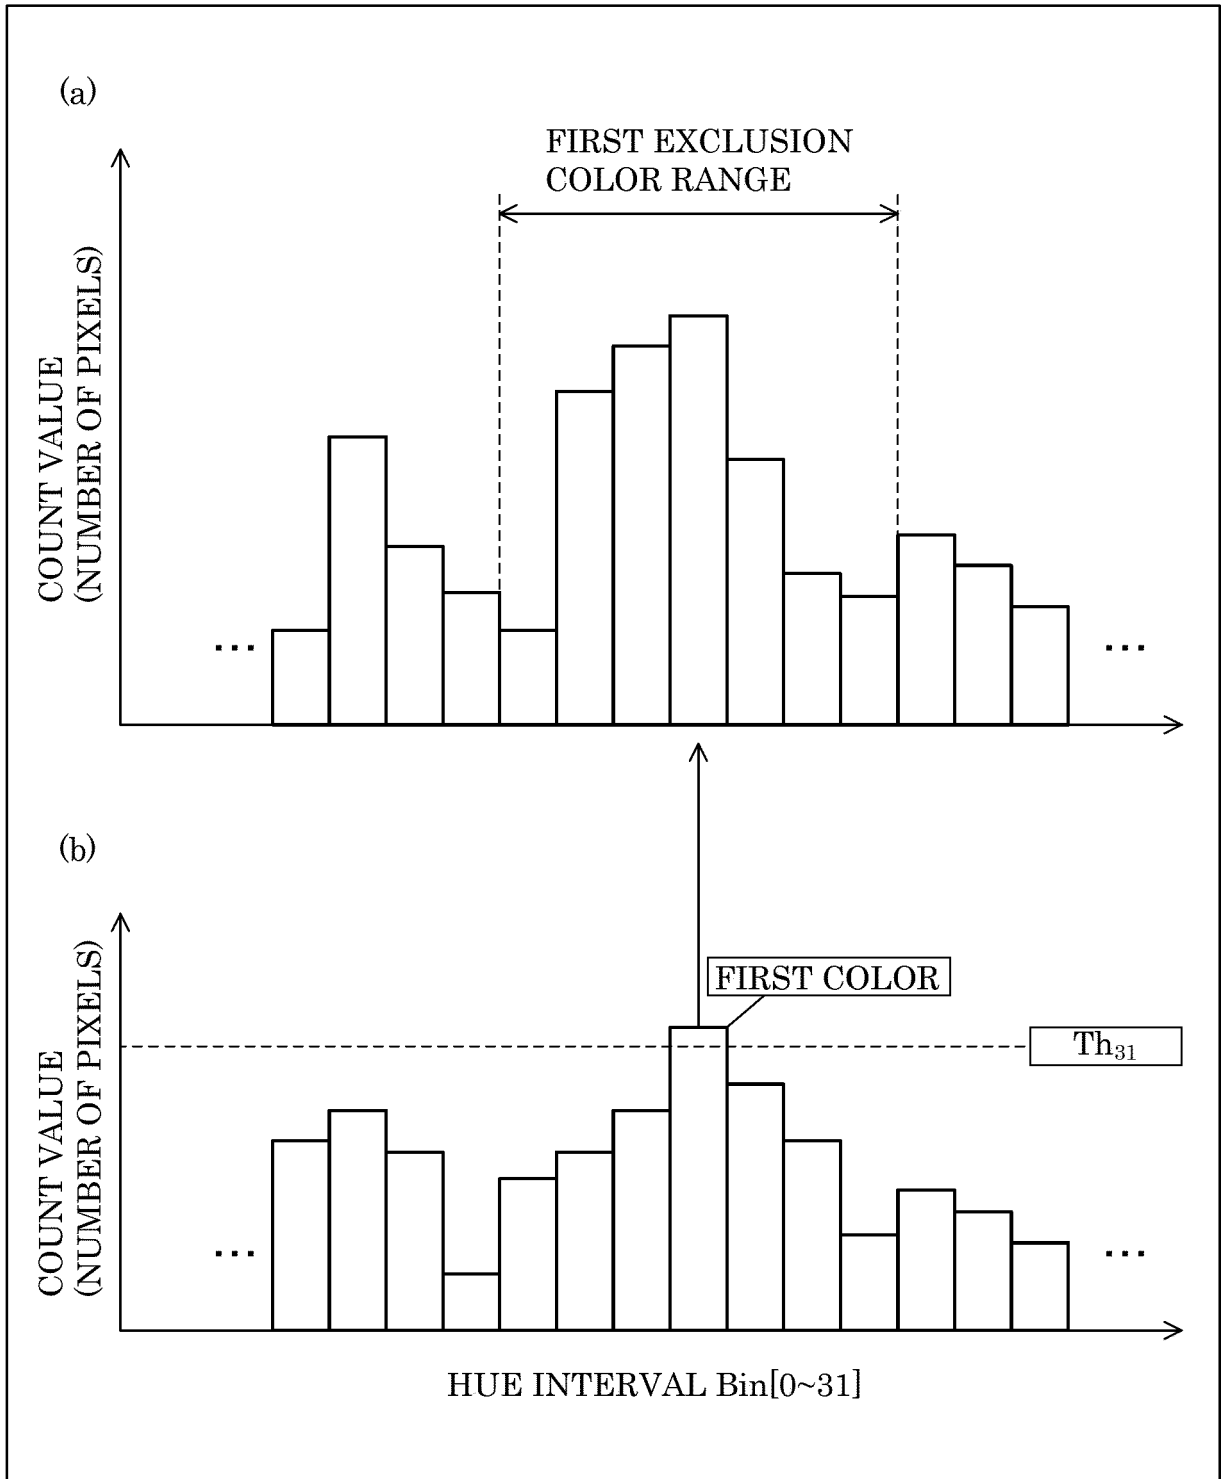 (a)
FIRST EXCLUSION
COLOR RANGE
COUNT VALUE
(NUMBER OF PIXELS)
...
...
(b)
FIRST COLOR
Th31
COUNT VALUE
(NUMBER OF PIXELS)
...
...
HUE INTERVAL Bin[0~31]